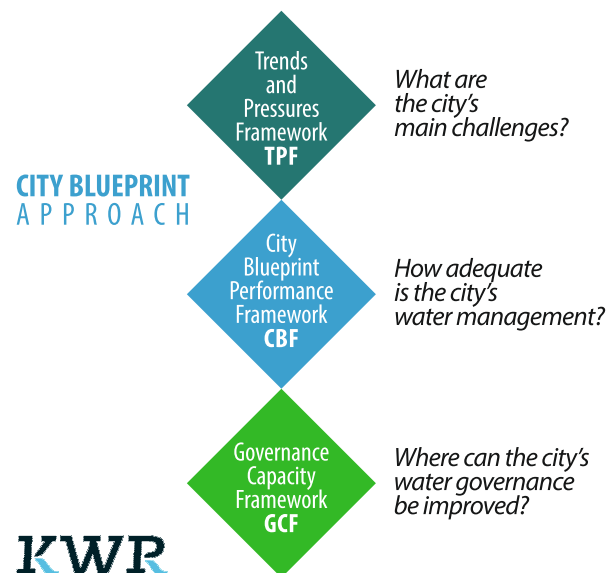 Trends
and
Pressures
Framework
TPF
What are
the city's
main challenges?
CITY BLUEPRINT
APPROACH
City
Blueprint
Performance
Framework
CBF
How adequate
is the city's
water management?
Governance
Capacity
Framework
GCF
Where can the city's
water governance
be improved?
KWR